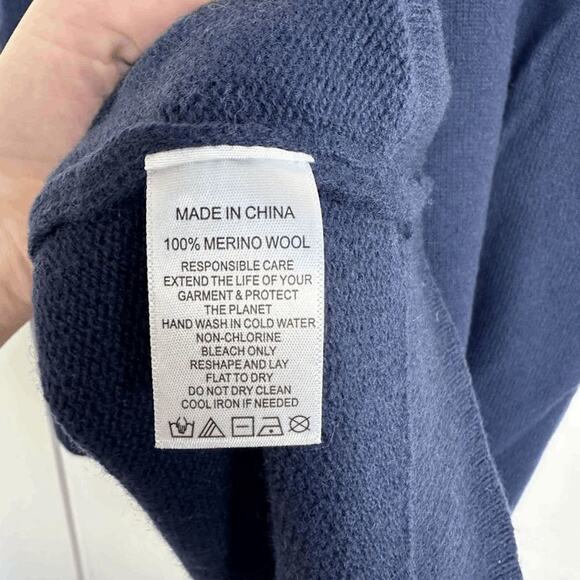 MADE IN CHINA
100% MERINO WOOL
RESPONSIBLE CARE
EXTEND THE LIFE OF YOUR
GARMENT & PROTECT
THE PLANET
HAND WASH IN COLD WATER
NON-CHLORINE
BLEACH ONLY
RESHAPE AND LAY
FLAT TO DRY
DO NOT DRY CLEAN
COOL IRON IF NEEDED